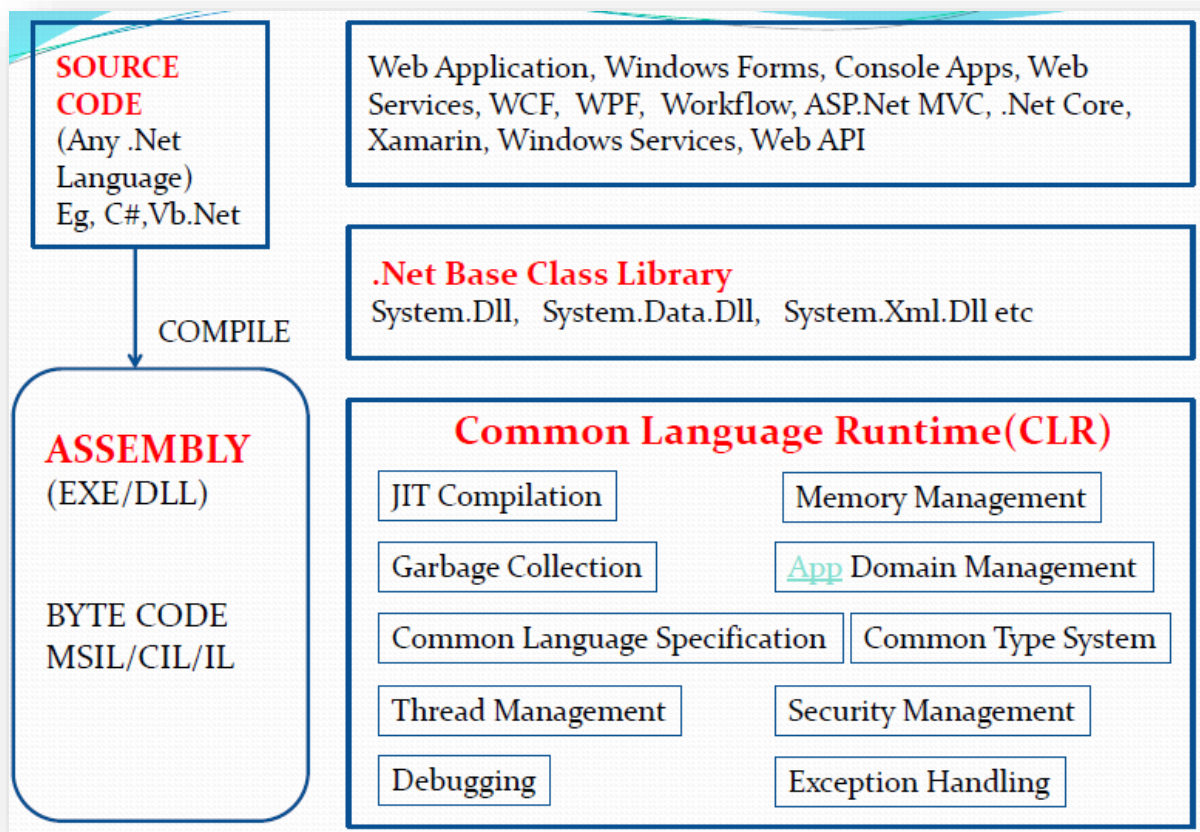 SOURCE
CODE
(Any .Net
Language)
Eg, C#,Vb.Net
COMPILE
ASSEMBLY
(EXE/DLL)
BYTE CODE
MSIL/CIL/IL
Web Application, Windows Forms, Console Apps, Web
Services, WCF, WPF, Workflow, ASP.Net MVC, .Net Core,
Xamarin, Windows Services, Web API
.Net Base Class Library
System.Dll, System.Data.Dll, System.Xml.Dll etc
Common Language Runtime(CLR)
JIT Compilation
Memory Management
Garbage Collection
App Domain Management
Common Language Specification
Common Type System
Thread Management
Security Management
Debugging
Exception Handling